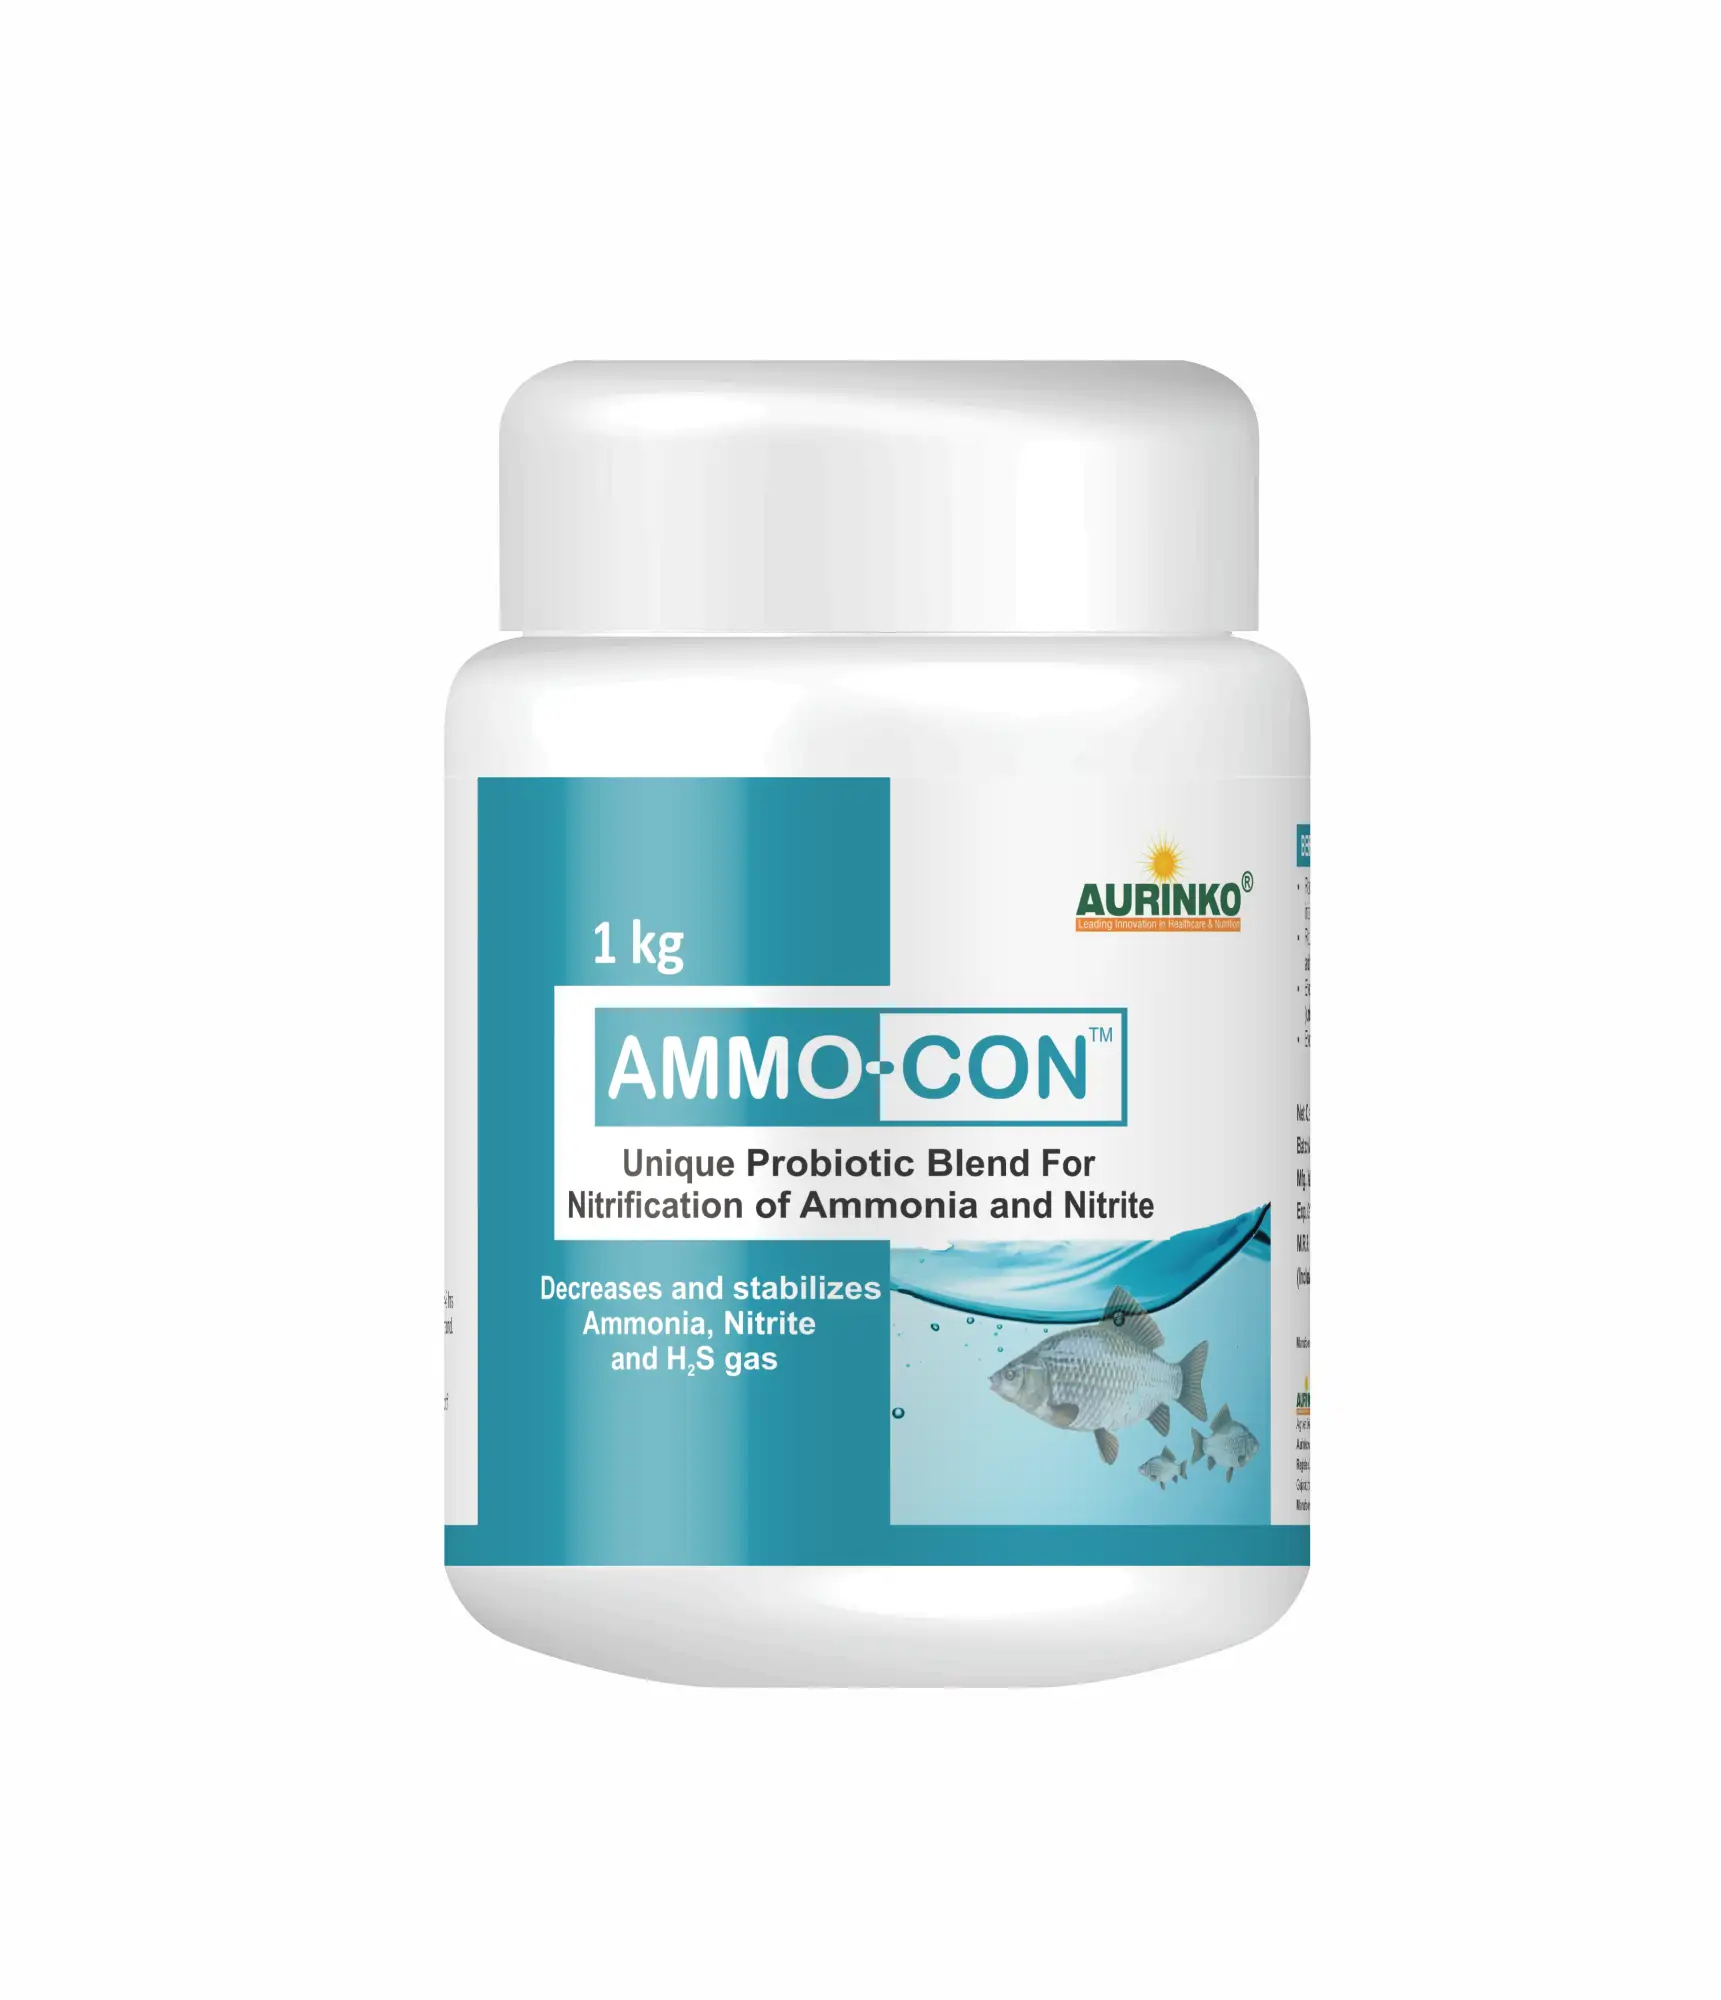 AURINKO®
Leading Innovation in Healthcare & Nutrition
1 kg
AMMO-CON™
Unique Probiotic Blend For
Nitrification of Ammonia and Nitrite
Decreases and stabilizes
Ammonia, Nitrite
and H₂S gas